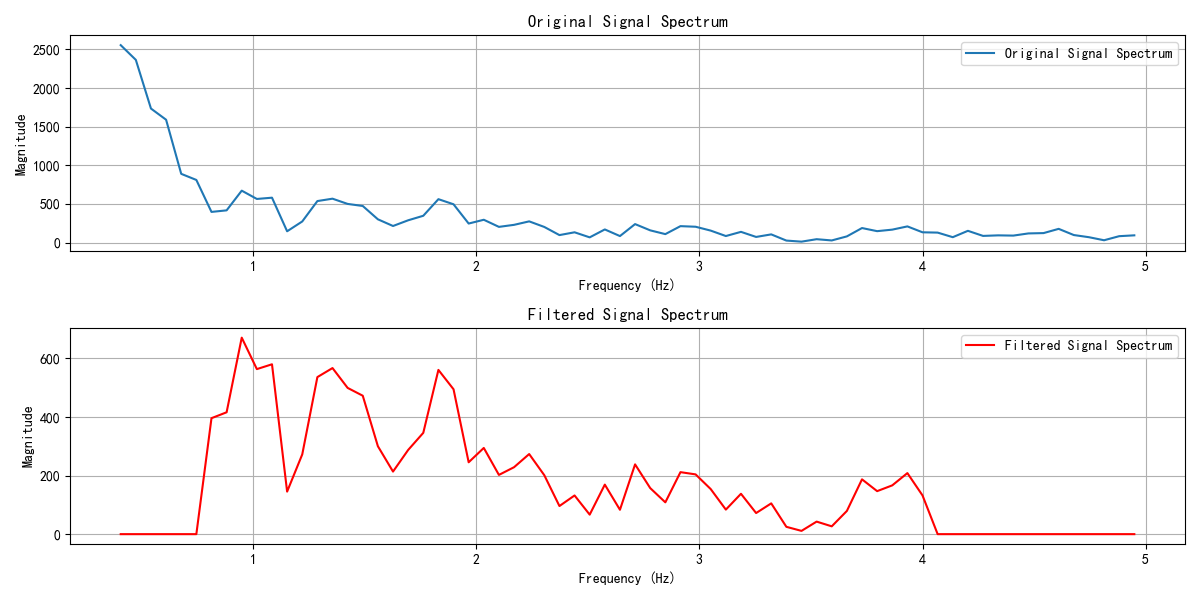 Original Signal Spectrum
Original Signal Spectrum
Magnitude
2500
2000
1500
1000
500
0
1 2 3 4 5
Frequency (Hz)
Filtered Signal Spectrum
Filtered Signal Spectrum
Magnitude
600
400
200
0
1 2 3 4 5
Frequency (Hz)